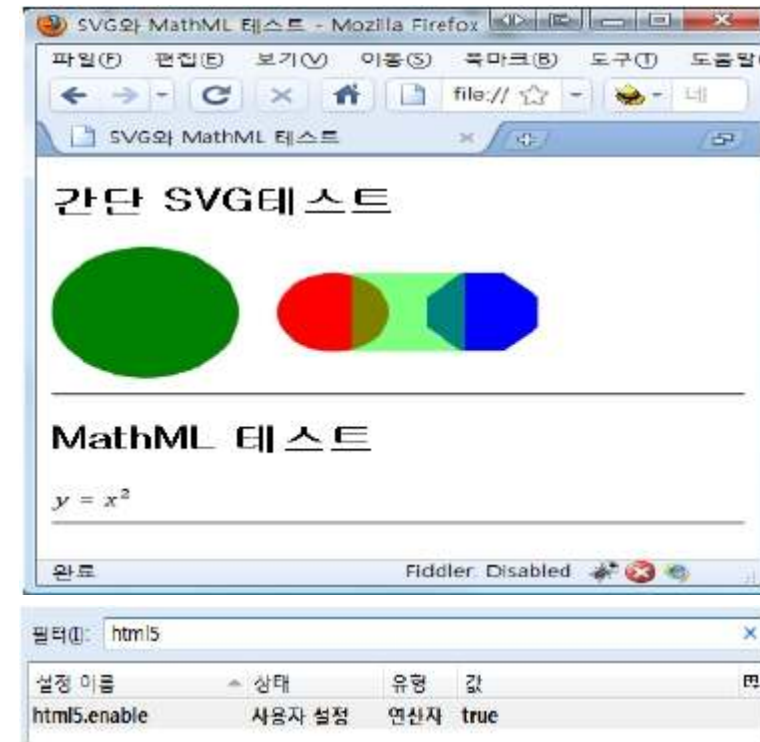 SVG와 MathML 테스트 - Mozilla Firefox
파일(F) 편집(E) 보기(V) 이동(S) 북마크(B) 도구(T) 도움말(
file://
네
SVG와 MathML 테스트
간단 SVG테스트
MathML 테스트
y = x²
완료 Fiddler: Disabled
필터(I): html5
설정 이름 상태 유형 값
html5.enable 사용자 설정 연산자 true